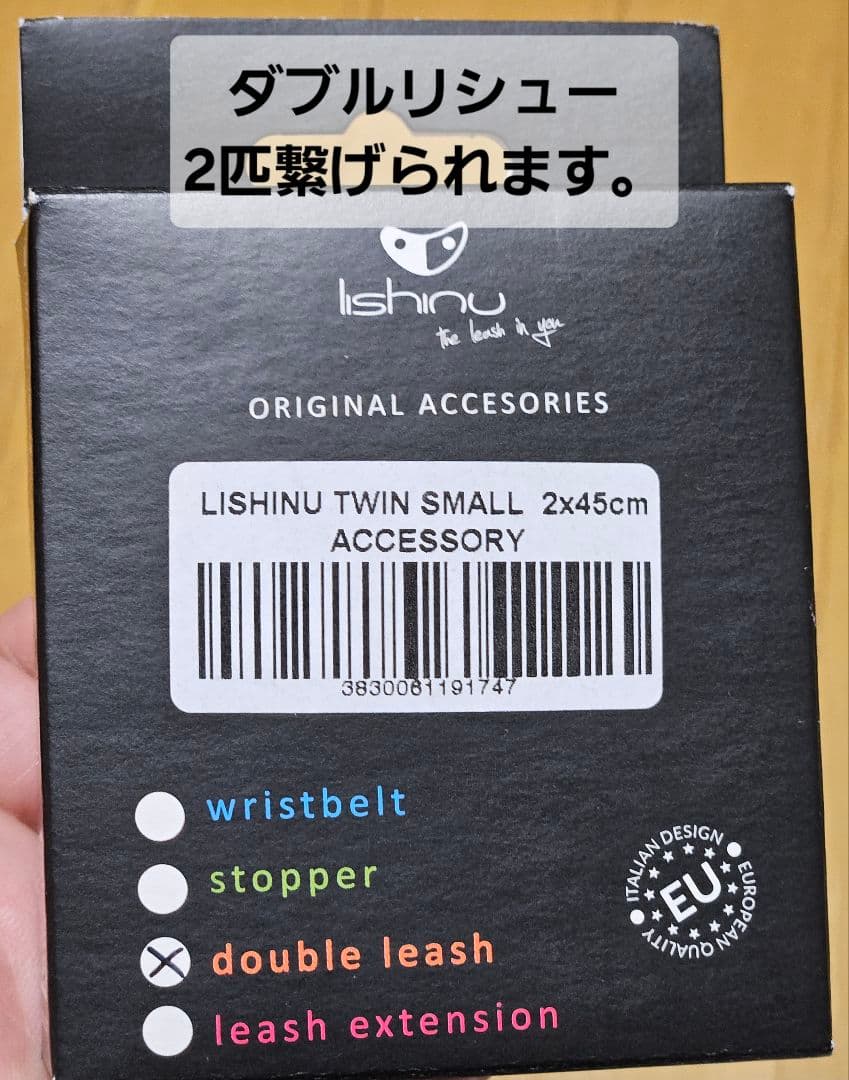 ダブルリシュー
2匹繋げられます。
lishinu
the leash in you
ORIGINAL ACCESORIES
LISHINU TWIN SMALL 2x45cm
ACCESSORY
3830061191747
wristbelt
stopper
double leash
leash extension
ITALIAN DESIGN
EU
EUROPEAN QUALITY